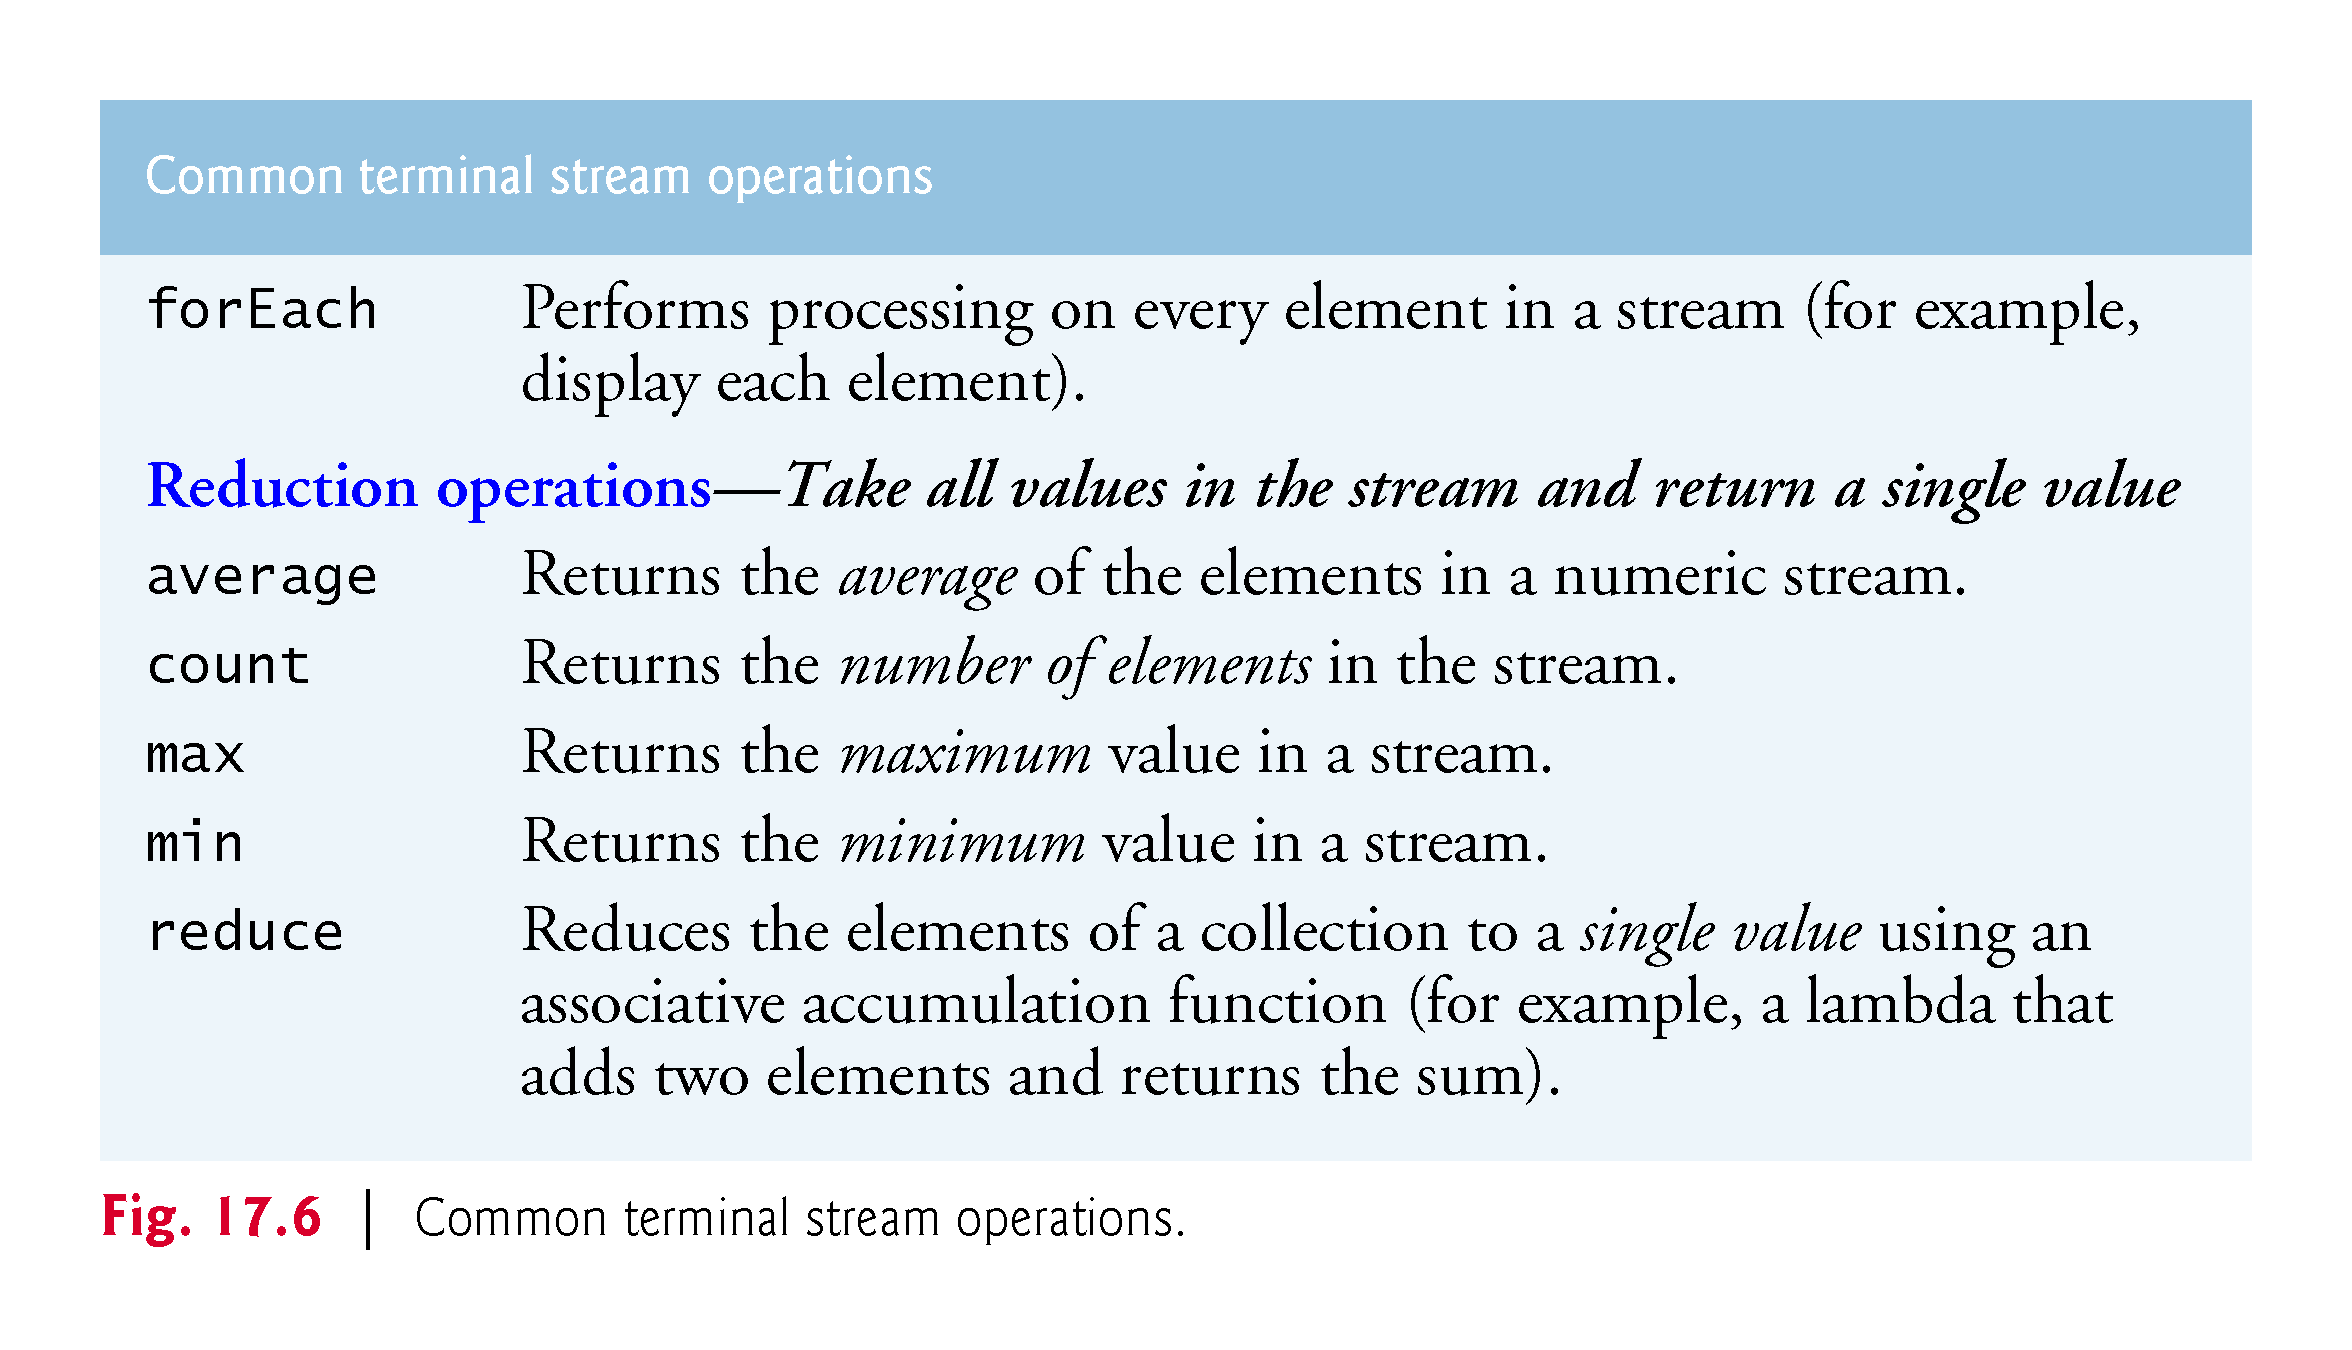 Common terminal stream operations
forEach Performs processing on every element in a stream (for example,
display each element).
Reduction operations—Take all values in the stream and return a single value
average Returns the average of the elements in a numeric stream.
count Returns the number of elements in the stream.
max Returns the maximum value in a stream.
min Returns the minimum value in a stream.
reduce Reduces the elements of a collection to a single value using an
associative accumulation function (for example, a lambda that
adds two elements and returns the sum).
Fig. 17.6 | Common terminal stream operations.